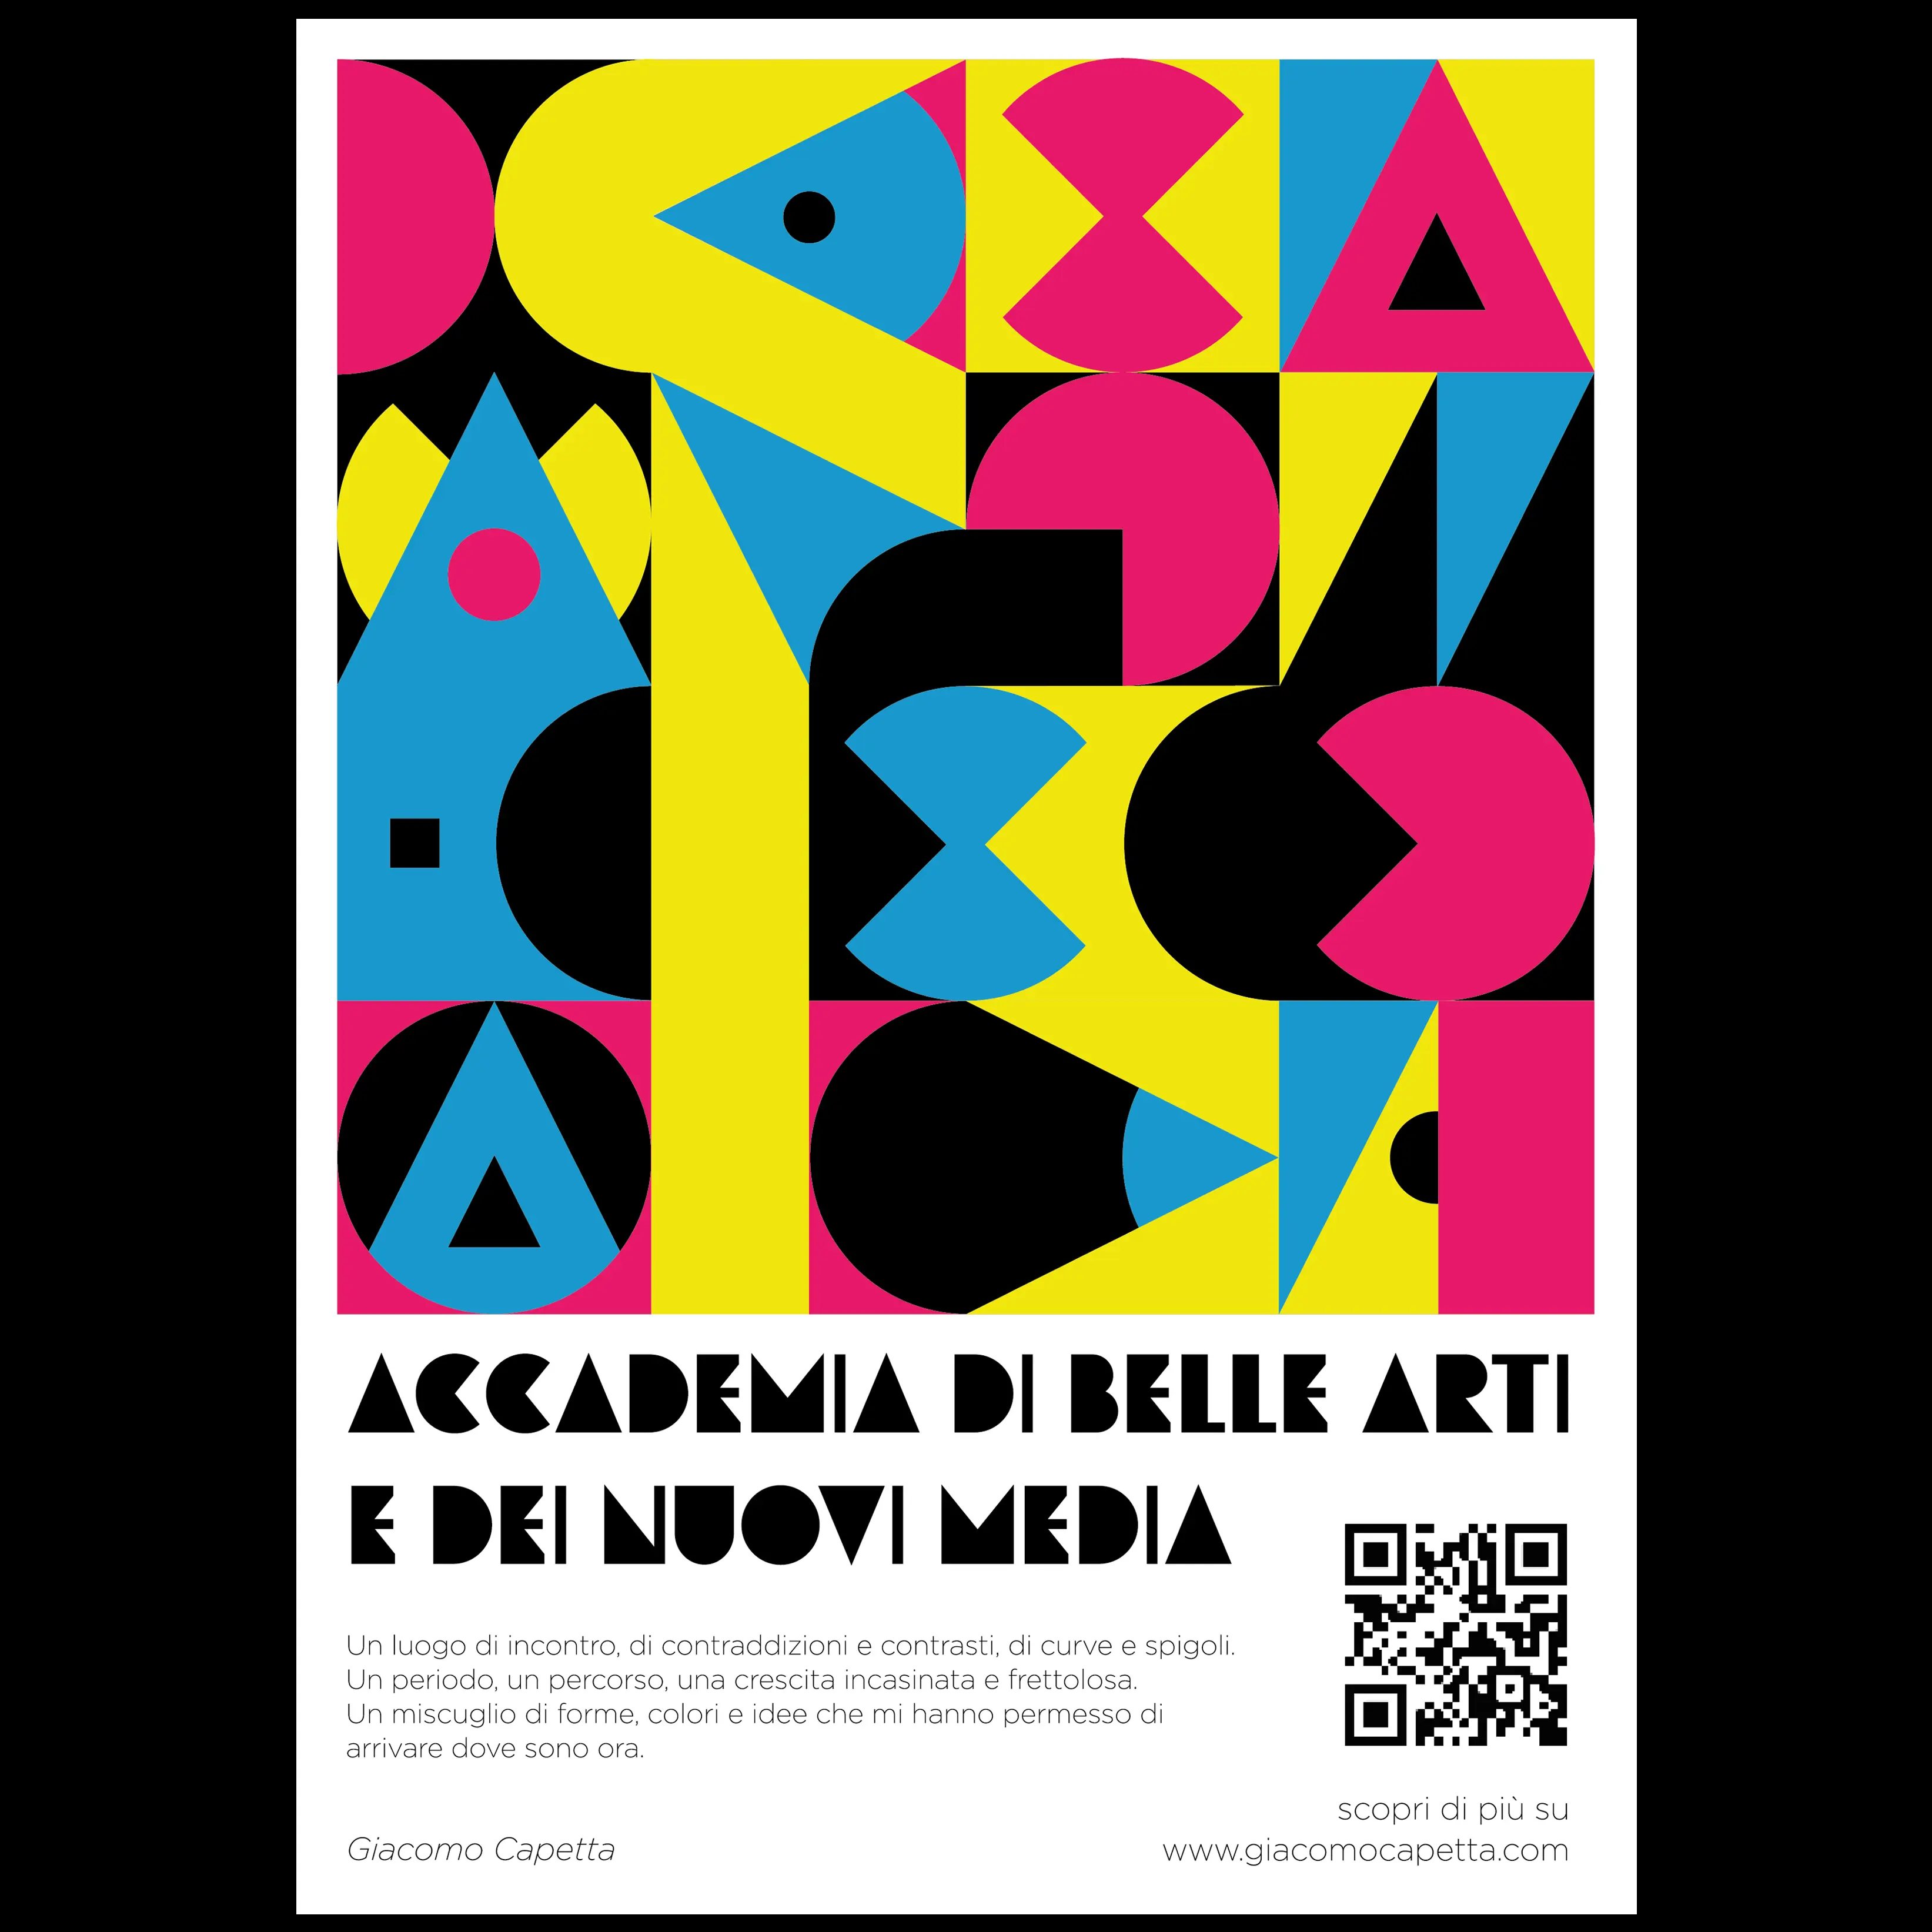 ACCADEMIA DI BELLE ARTI
E DEI NUOVI MEDIA
Un luogo di incontro, di contraddizioni e contrasti, di curve e spigoli.
Un periodo, un percorso, una crescita incasinata e frettolosa.
Un miscuglio di forme, colori e idee che mi hanno permesso di
arrivare dove sono ora.
scopri di più su
Giacomo Capetta
www.giacomocapetta.com